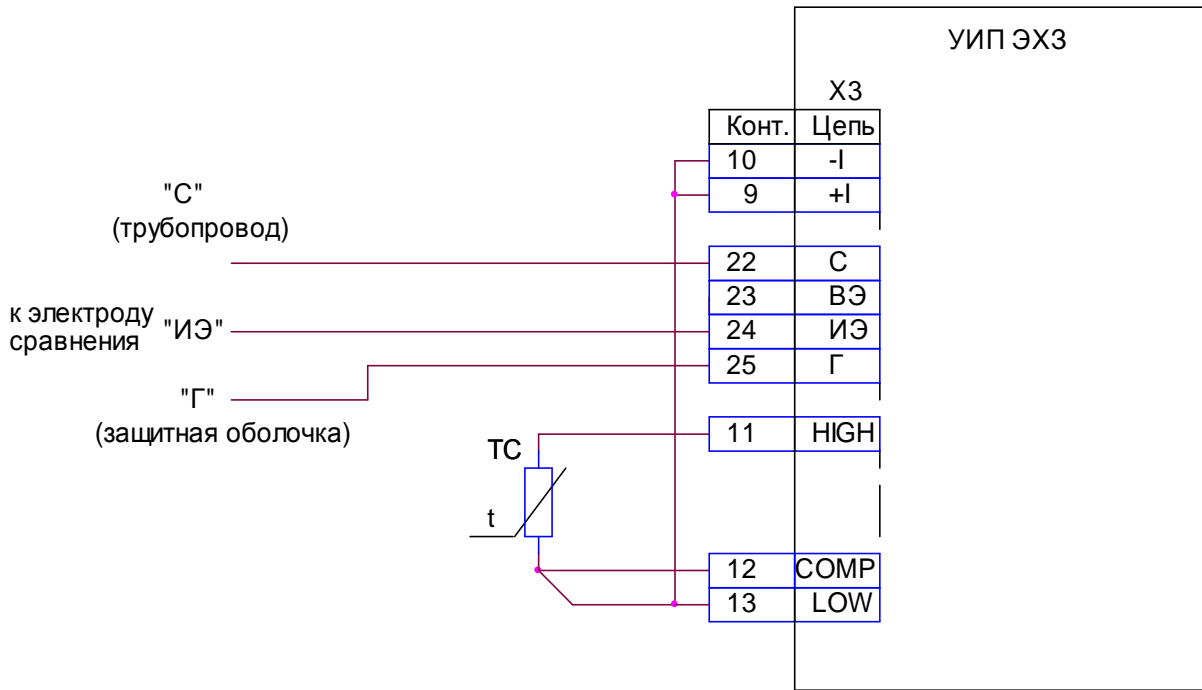 УИП ЭХЗ
X3
Конт. Цепь
10 -I
9 +I
"С"
(трубопровод)
22 С
23 ВЭ
к электроду
сравнения
"ИЭ"
24 ИЭ
25 Г
"Г"
(защитная оболочка)
11 HIGH
ТС
t
12 COMP
13 LOW